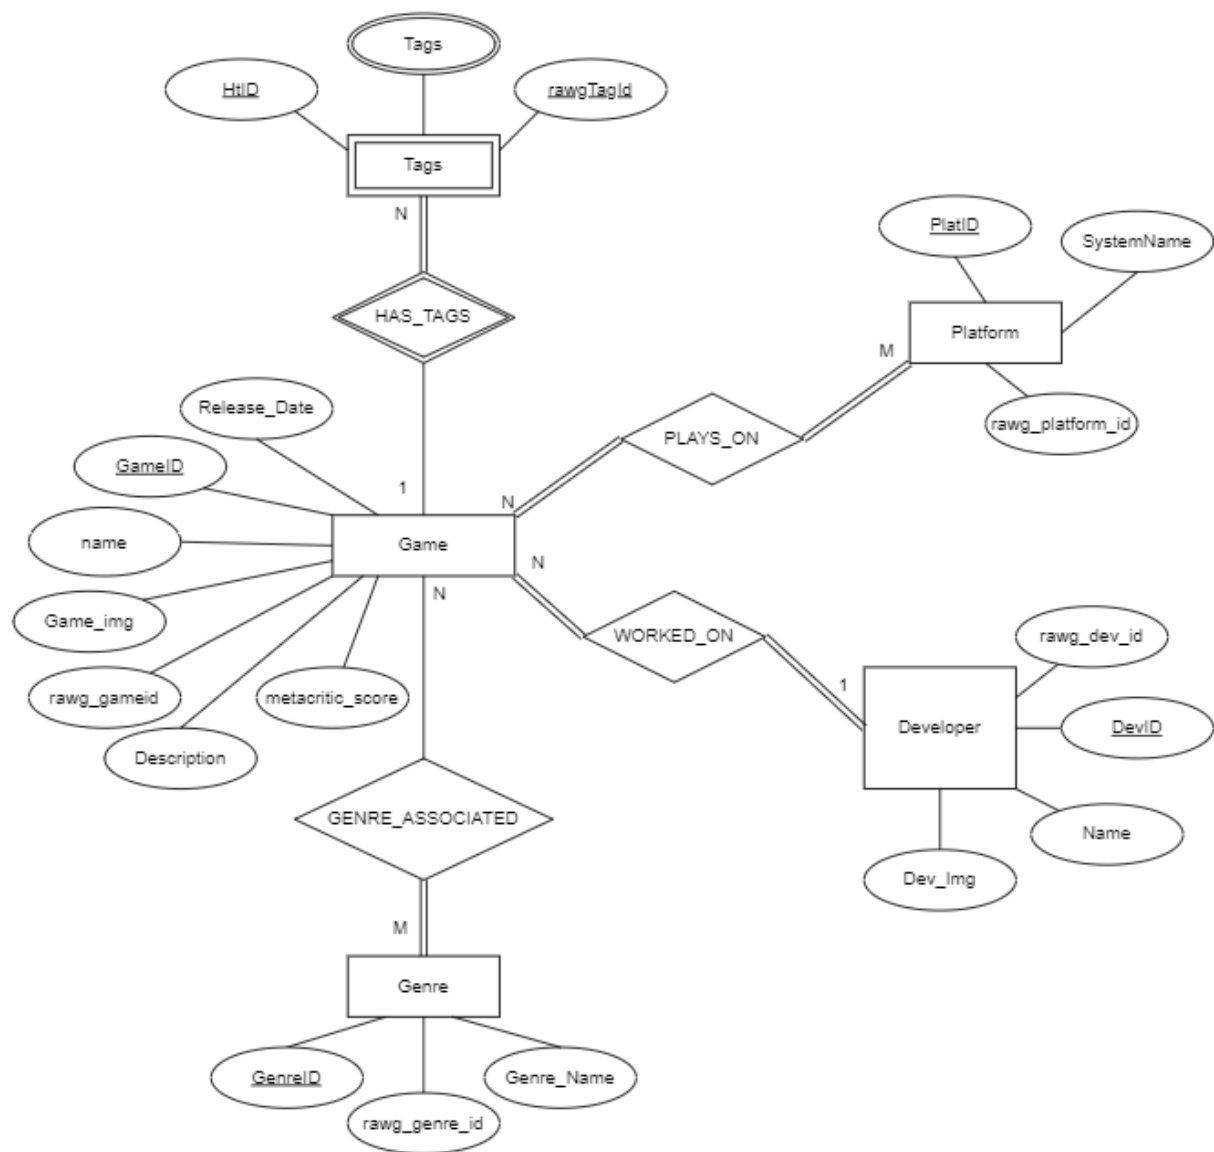 Tags
HtID
rawgTagId
Tags
N
HAS_TAGS
PlatID
SystemName
Platform
M
rawg_platform_id
PLAYS_ON
Release_Date
GameID
1
N
name
Game
N
N
Game_img
WORKED_ON
rawg_dev_id
rawg_gameid
metacritic_score
1
Developer
DevID
Description
GENRE_ASSOCIATED
Name
Dev_Img
M
Genre
GenreID
Genre_Name
rawg_genre_id